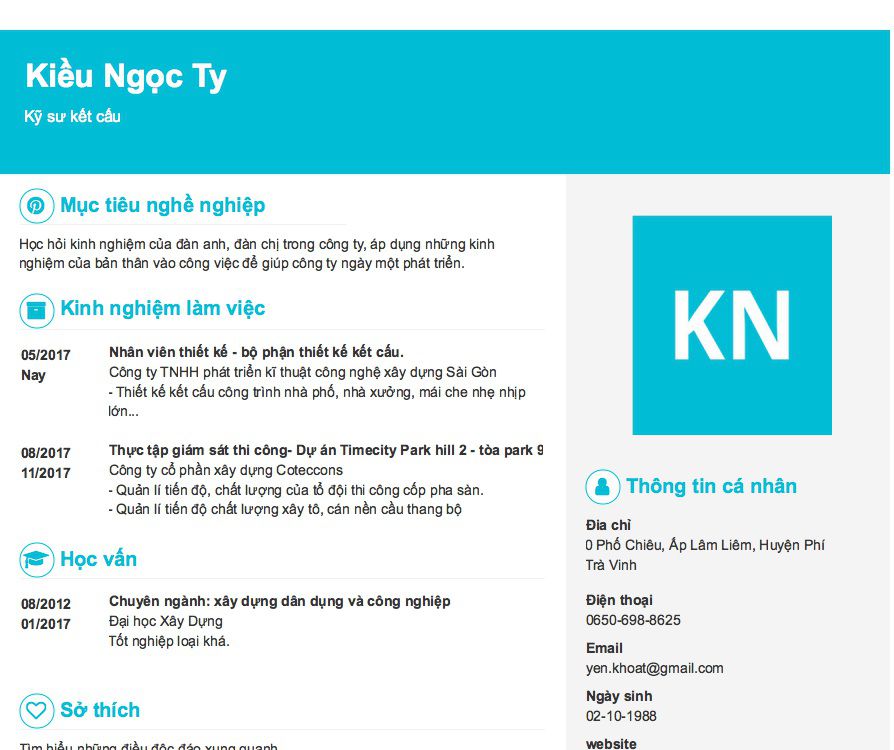 Kiều Ngọc Ty
Kỹ sư kết cấu
Mục tiêu nghề nghiệp
Học hỏi kinh nghiệm của đàn anh, đàn chị trong công ty, áp dụng những kinh
nghiệm của bản thân vào công việc để giúp công ty ngày một phát triển.
Kinh nghiệm làm việc
05/2017
Nay
Nhân viên thiết kế - bộ phận thiết kế kết cấu.
Công ty TNHH phát triển kĩ thuật công nghệ xây dựng Sài Gòn
- Thiết kế kết cấu công trình nhà phố, nhà xưởng, mái che nhẹ nhịp
lớn...
08/2017
11/2017
Thực tập giám sát thi công- Dự án Timecity Park hill 2 - tòa park 9
Công ty cổ phần xây dựng Coteccons
- Quản lí tiến độ, chất lượng của tổ đội thi công cốp pha sàn.
- Quản lí tiến độ chất lượng xây tô, cán nền cầu thang bộ
Học vấn
08/2012
01/2017
Chuyên ngành: xây dựng dân dụng và công nghiệp
Đại học Xây Dựng
Tốt nghiệp loại khá.
Sở thích
Tìm hiểu những điều độc đáo xung quanh
KN
Thông tin cá nhân
Địa chỉ
0 Phố Chiêu, Ấp Lâm Liêm, Huyện Phí
Trà Vinh
Điện thoại
0650-698-8625
Email
yen.khoat@gmail.com
Ngày sinh
02-10-1988
website